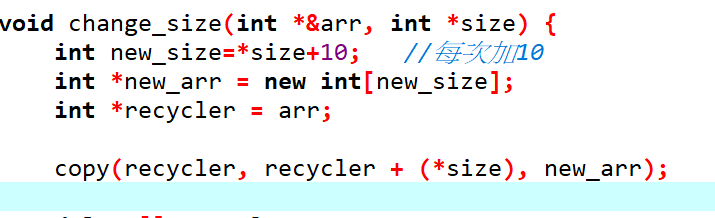 void change_size(int *&arr, int *size) {
    int new_size=*size+10;   //每次加10
    int *new_arr = new int[new_size];
    int *recycler = arr;
    copy(recycler, recycler + (*size), new_arr);